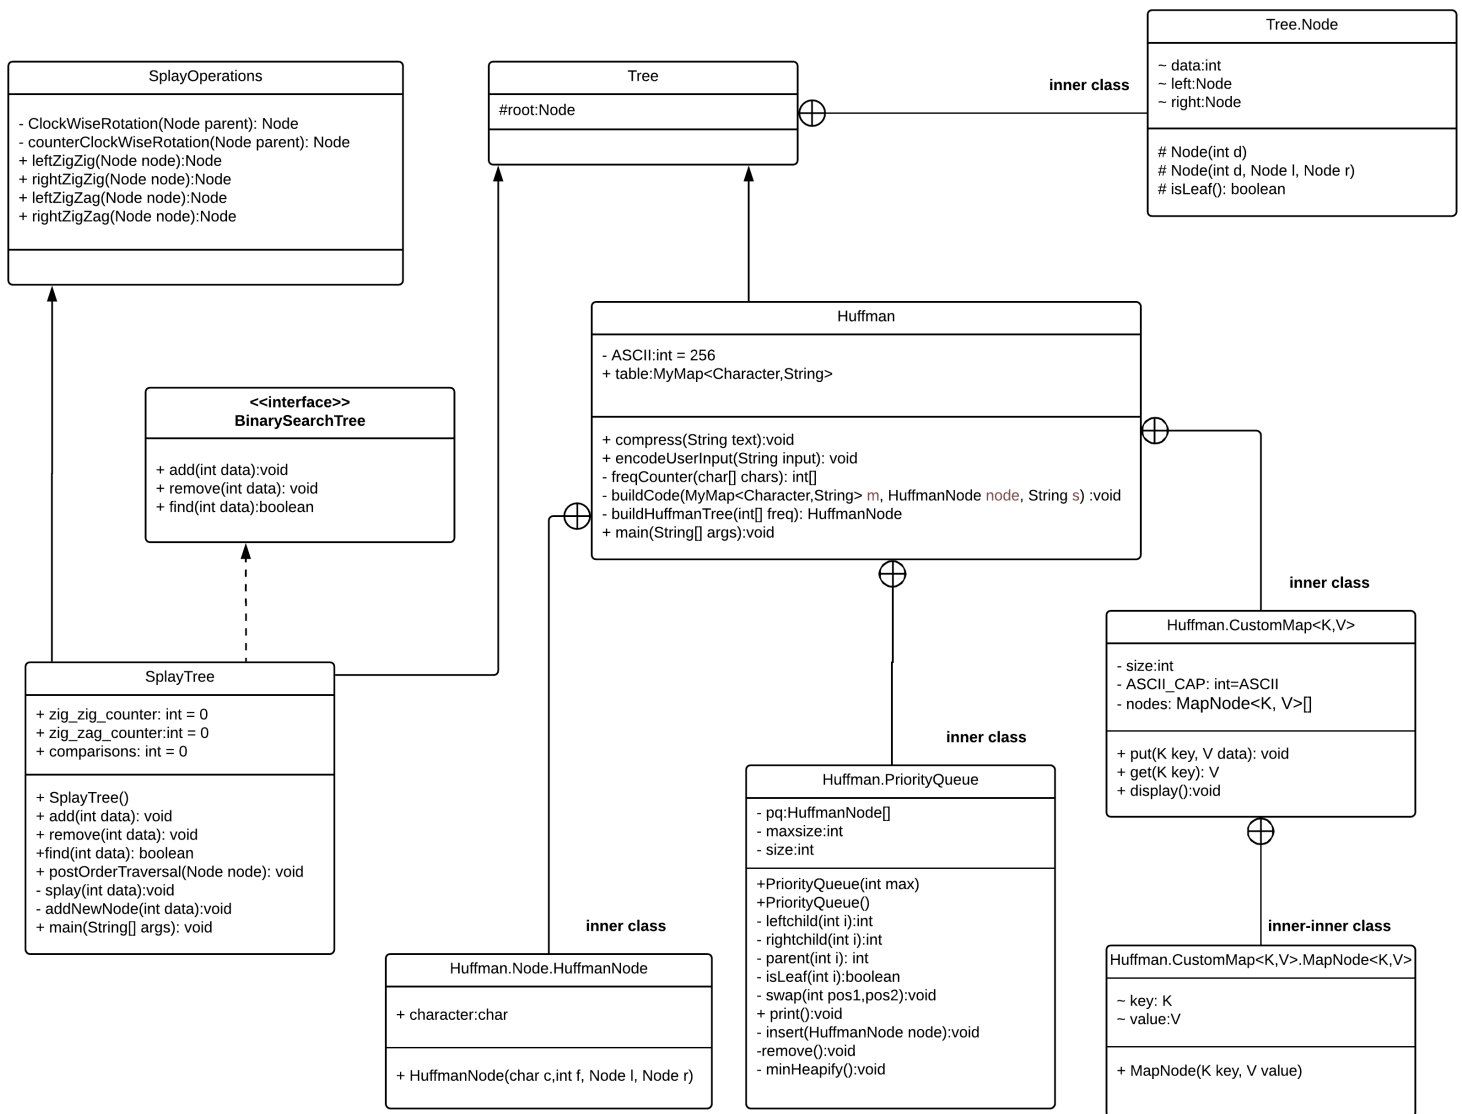 Tree.Node
~ data:int
~ left:Node
~ right:Node
# Node(int d)
# Node(int d, Node l, Node r)
# isLeaf(): boolean
inner class
SplayOperations
- ClockWiseRotation(Node parent): Node
- counterClockWiseRotation(Node parent): Node
+ leftZigZig(Node node):Node
+ rightZigZig(Node node):Node
+ leftZigZag(Node node):Node
+ rightZigZag(Node node):Node
Tree
#root:Node
Huffman
- ASCII:int = 256
+ table:MyMap<Character,String>
+ compress(String text):void
+ encodeUserInput(String input): void
- freqCounter(char[] chars): int[]
- buildCode(MyMap<Character,String> m, HuffmanNode node, String s) :void
- buildHuffmanTree(int[] freq): HuffmanNode
+ main(String[] args):void
<<interface>>
BinarySearchTree
+ add(int data):void
+ remove(int data): void
+ find(int data):boolean
SplayTree
+ zig_zig_counter: int = 0
+ zig_zag_counter:int = 0
+ comparisons: int = 0
+ SplayTree()
+ add(int data): void
+ remove(int data): void
+find(int data): boolean
+ postOrderTraversal(Node node): void
- splay(int data):void
- addNewNode(int data):void
+ main(String[] args): void
inner class
Huffman.CustomMap<K,V>
- size:int
- ASCII_CAP: int=ASCII
- nodes: MapNode<K, V>[]
+ put(K key, V data): void
+ get(K key): V
+ display():void
inner class
Huffman.PriorityQueue
- pq:HuffmanNode[]
- maxsize:int
- size:int
+PriorityQueue(int max)
+PriorityQueue()
- leftchild(int i):int
- rightchild(int i):int
- parent(int i): int
- isLeaf(int i):boolean
- swap(int pos1,pos2):void
+ print():void
- insert(HuffmanNode node):void
-remove():void
- minHeapify():void
inner class
Huffman.Node.HuffmanNode
+ character:char
+ HuffmanNode(char c,int f, Node l, Node r)
inner-inner class
Huffman.CustomMap<K,V>.MapNode<K,V>
~ key: K
~ value:V
+ MapNode(K key, V value)